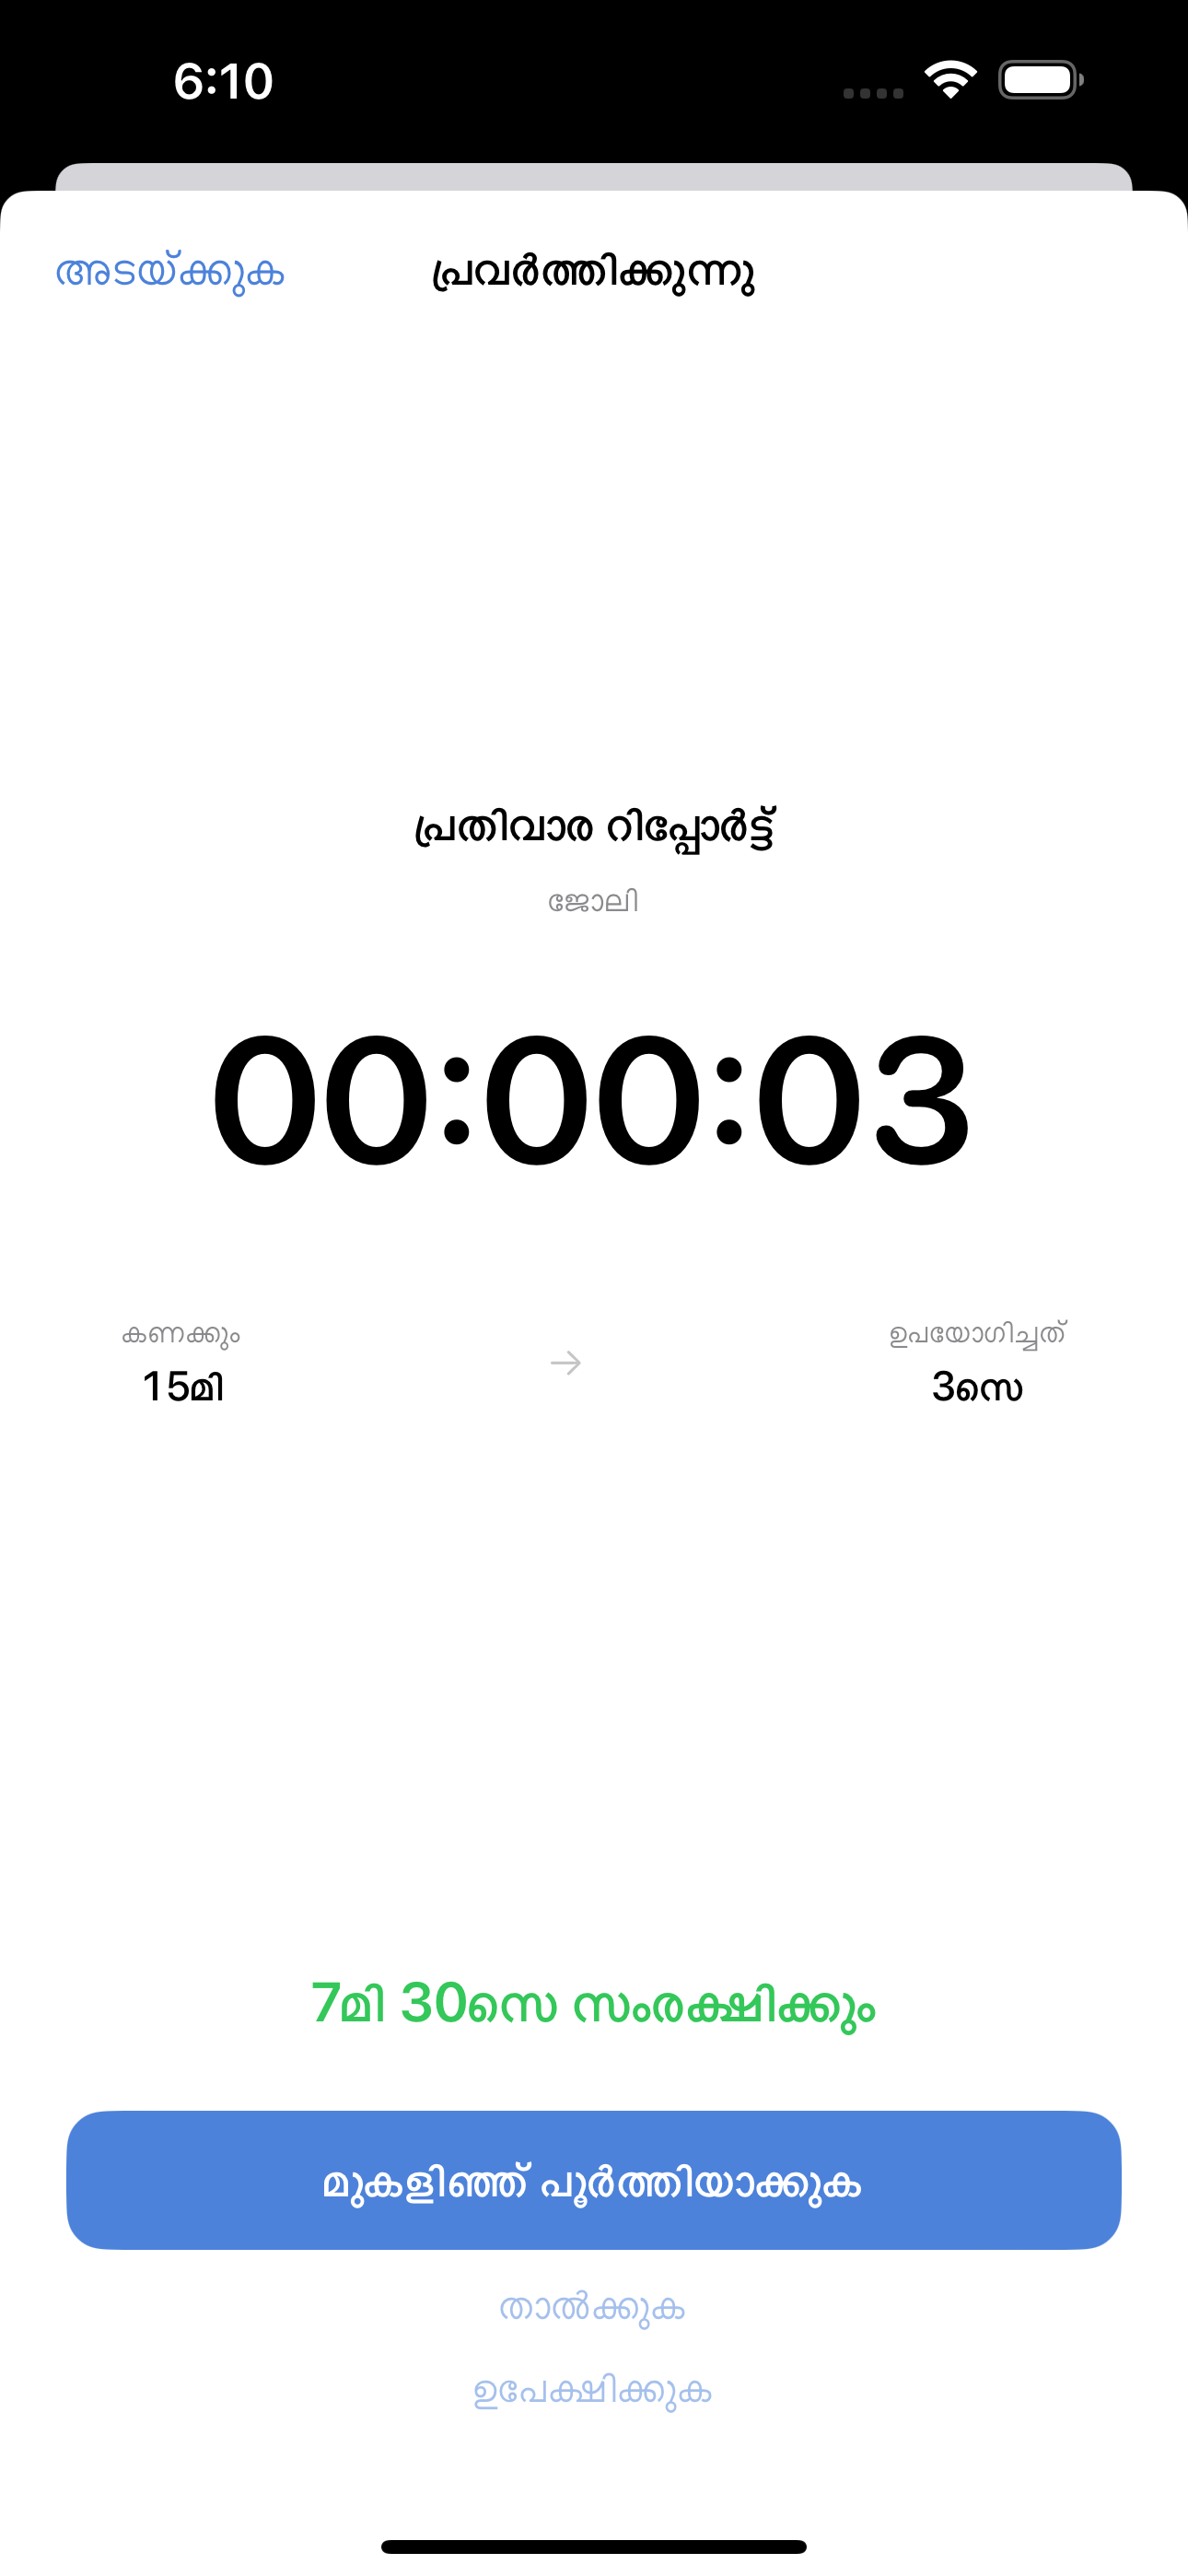 6:10
അടയ്ക്കുക
പ്രവർത്തിക്കുന്നു
പ്രതിവാര റിപ്പോർട്ട്
ജോലി
00:00:03
കണക്കും
ഉപയോഗിച്ചത്
15മി
3സെ
7മി 30സെ സംരക്ഷിക്കും
മുകളിഞ്ഞ് പൂർത്തിയാക്കുക
താൽക്കുക
ഉപേക്ഷിക്കുക